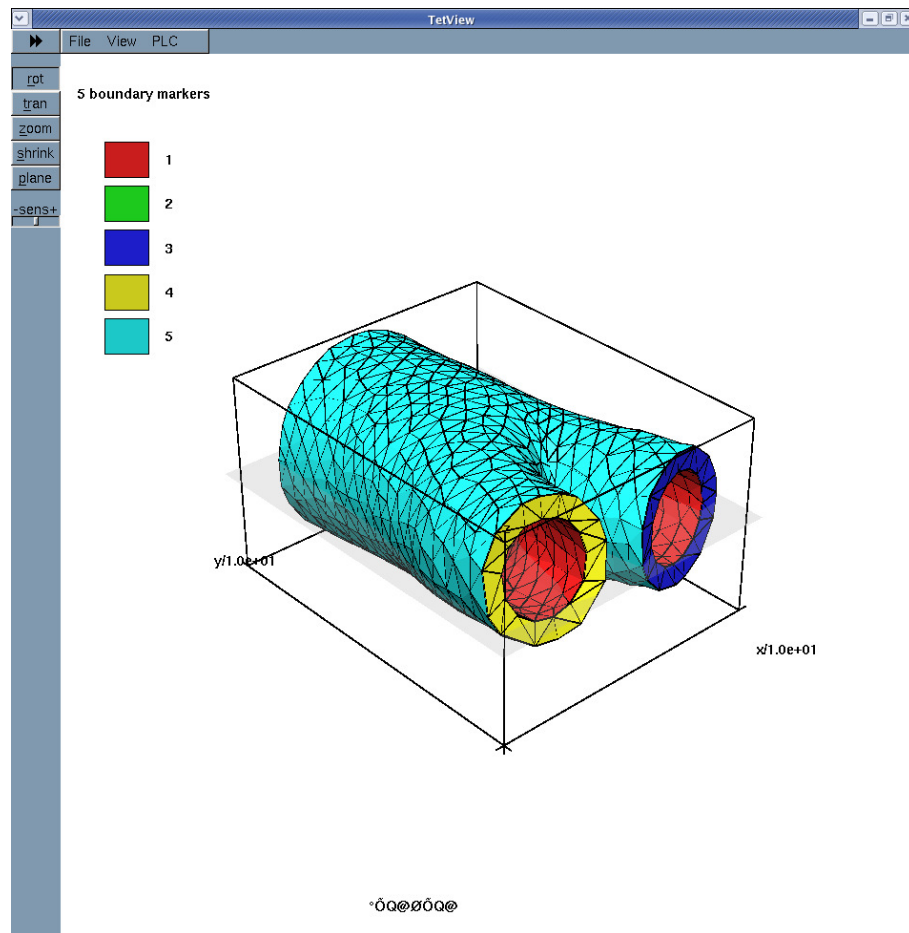 TetView
File View PLC
rot
tran
zoom
shrink
plane
-sens+
5 boundary markers
1
2
3
4
5
z
y/1.0e+01
x/1.0e+01
°ÕQ@ØÕQ@